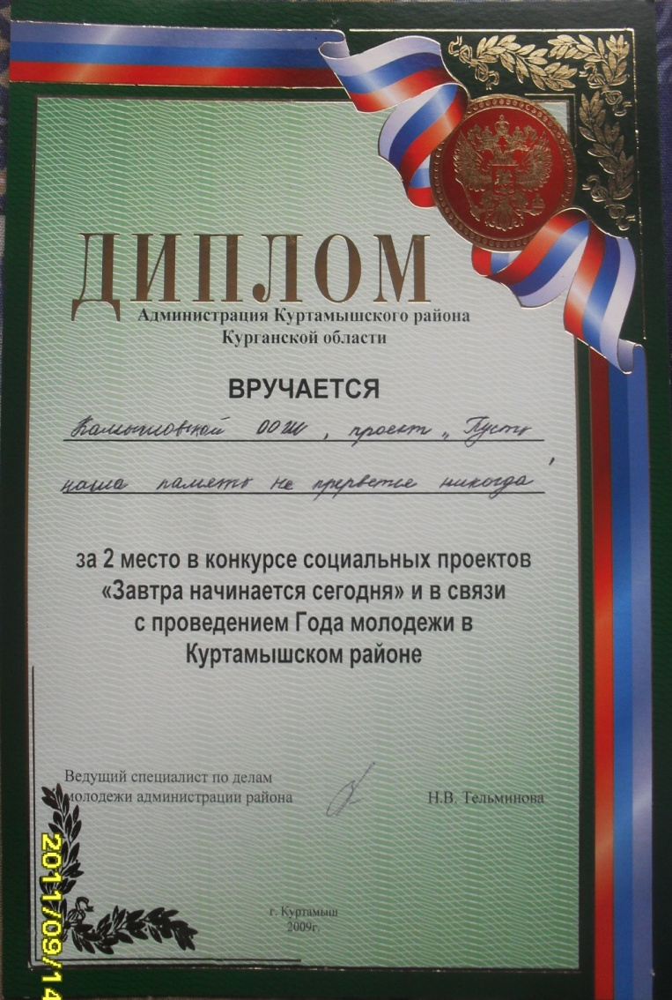 ДИПЛОМ
Администрация Куртамышского района
Курганской области
ВРУЧАЕТСЯ
Камышловской ООШ, проект „Пусть
наша память не прервется никогда"
за 2 место в конкурсе социальных проектов
«Завтра начинается сегодня» и в связи
с проведением Года молодежи в
Куртамышском районе
Ведущий специалист по делам
молодежи администрации района
Н.В. Тельминова
г. Куртамыш
2009г.
2011/09/14